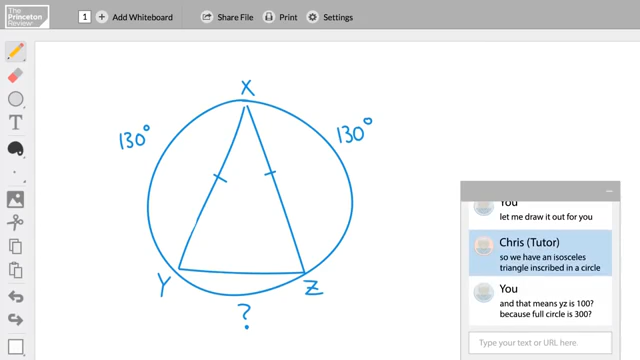 The
Princeton
Review
1
Add Whiteboard
Share File
Print
Settings
T
X
130°
130°
Y
Z
?
You
let me draw it out for you
Chris (Tutor)
so we have an isosceles
triangle inscribed in a circle
You
and that means yz is 100?
because full circle is 300?
Type your text or URL here...